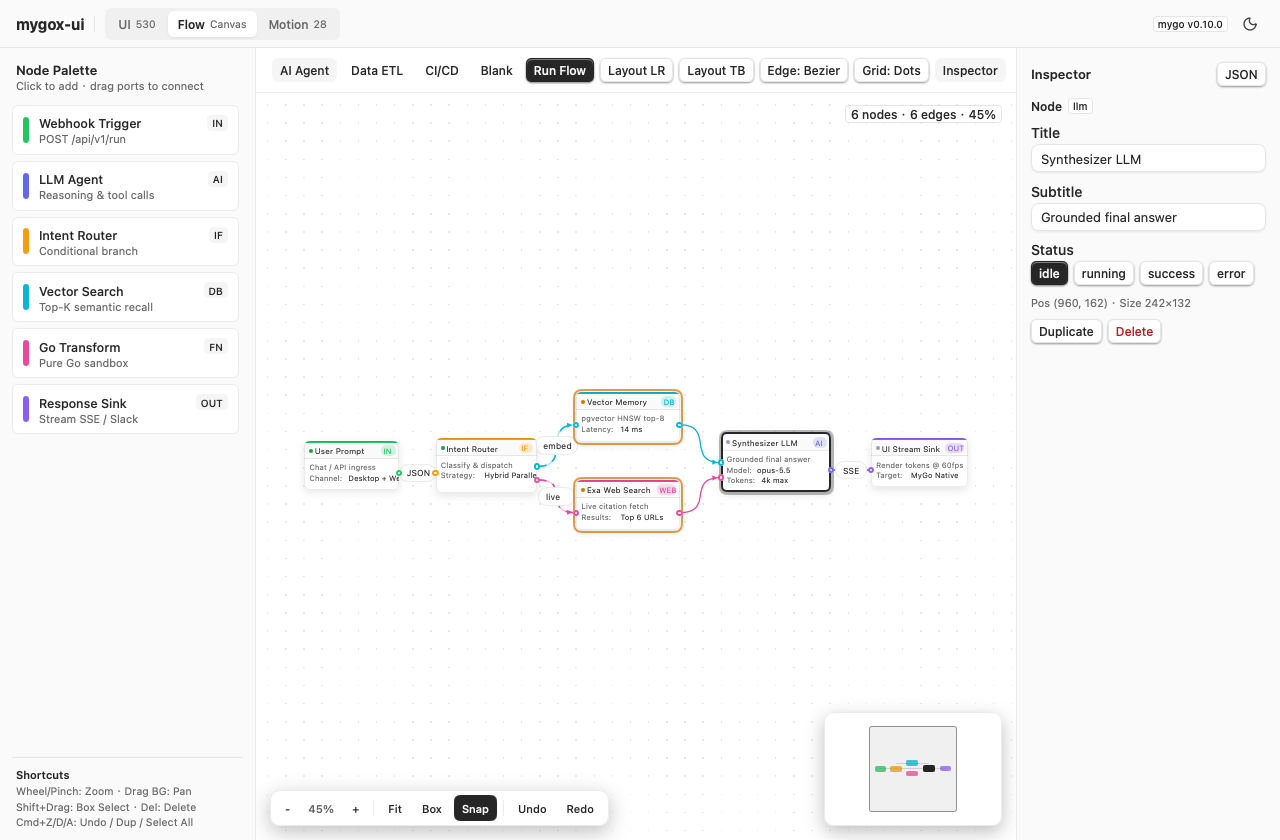 mygox-ui
UI 530
Flow Canvas
Motion 28
mygo v0.10.0
Node Palette
Click to add · drag ports to connect
Webhook Trigger IN
POST /api/v1/run
LLM Agent AI
Reasoning & tool calls
Intent Router IF
Conditional branch
Vector Search DB
Top-K semantic recall
Go Transform FN
Pure Go sandbox
Response Sink OUT
Stream SSE / Slack
Shortcuts
Wheel/Pinch: Zoom · Drag BG: Pan
Shift+Drag: Box Select · Del: Delete
Cmd+Z/D/A: Undo / Dup / Select All
AI Agent
Data ETL
CI/CD
Blank
Run Flow
Layout LR
Layout TB
Edge: Bezier
Grid: Dots
Inspector
6 nodes · 6 edges · 45%
User Prompt IN
Chat / API ingress
Channel: Desktop + We
JSON
Intent Router IF
Classify & dispatch
Strategy: Hybrid Paralle
embed
live
Vector Memory DB
pgvector HNSW top-8
Latency: 14 ms
Exa Web Search WEB
Live citation fetch
Results: Top 6 URLs
Synthesizer LLM AI
Grounded final answer
Model: opus-5.5
Tokens: 4k max
SSE
UI Stream Sink OUT
Render tokens @ 60fps
Target: MyGo Native
- 45% +
Fit
Box
Snap
Undo
Redo
Inspector
JSON
Node llm
Title
Synthesizer LLM
Subtitle
Grounded final answer
Status
idle
running
success
error
Pos (960, 162) · Size 242×132
Duplicate
Delete